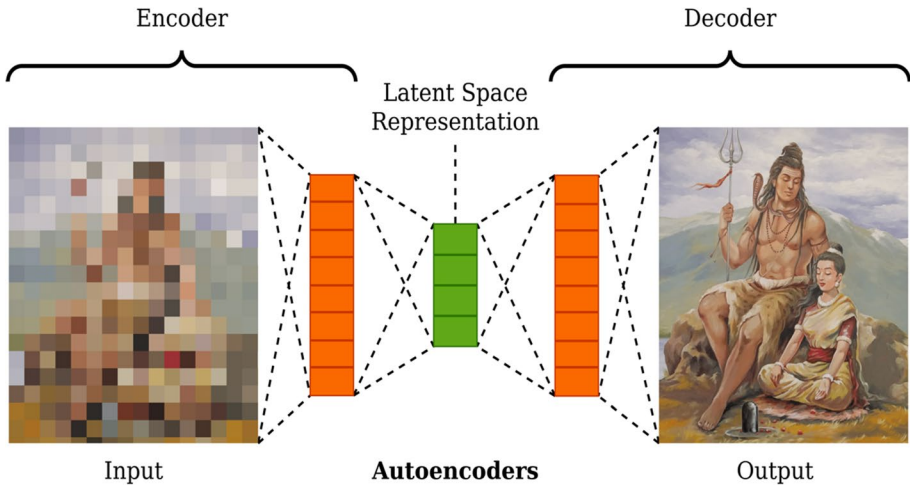 Encoder
Decoder
Latent Space
Representation
Input
Autoencoders
Output